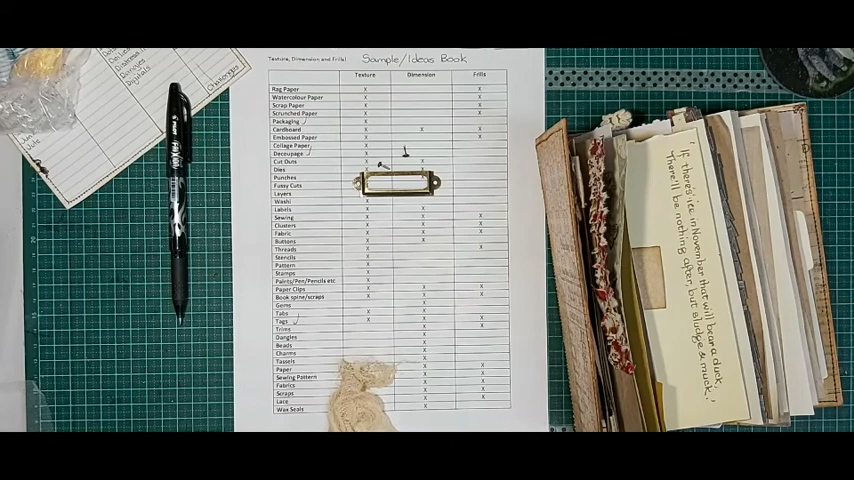 Challenges
PILOT FRIXION
Texture, Dimension and Frills! Sample/Ideas Book
Texture Dimension Frills
Rag Paper X X
Watercolour Paper X X
Scrap Paper X X
Scrunched Paper X X
Packaging X
Cardboard X X X
Embossed Paper X X
Collage Paper X
Decoupage X
Cut Outs X X
Dies
Punches
Fussy Cuts
Layers
Washi X
Labels X X
Sewing X X X
Clusters X X X
Fabric X X X
Buttons X X
Threads X X
Stencils X
Pattern X
Stamps X
Paints/Pen/Pencils etc X
Paper Clips X X X
Book spine/scraps X X X
Gems X
Tabs X X
Tags X X X
Trims X X
Dangles X
Beads X
Charms X
Tassels X
Paper X X
Sewing Pattern X X
Fabrics X X
Scraps X X
Lace X X
Wax Seals X
"If there's ice in November that will bear a duck,
There'll be nothing after, but sludge & muck."